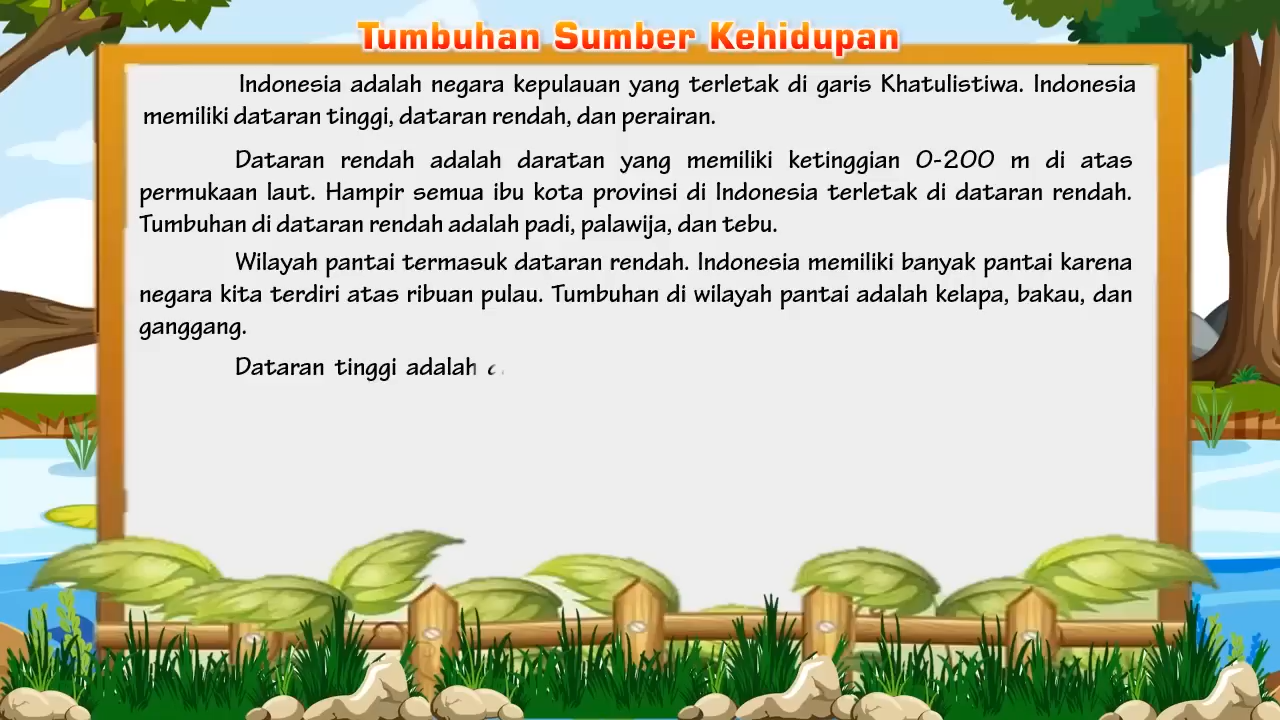 Tumbuhan Sumber Kehidupan
Indonesia adalah negara kepulauan yang terletak di garis Khatulistiwa. Indonesia
memiliki dataran tinggi, dataran rendah, dan perairan.
Dataran rendah adalah daratan yang memiliki ketinggian 0-200 m di atas
permukaan laut. Hampir semua ibu kota provinsi di Indonesia terletak di dataran rendah.
Tumbuhan di dataran rendah adalah padi, palawija, dan tebu.
Wilayah pantai termasuk dataran rendah. Indonesia memiliki banyak pantai karena
negara kita terdiri atas ribuan pulau. Tumbuhan di wilayah pantai adalah kelapa, bakau, dan
ganggang.
Dataran tinggi adalah